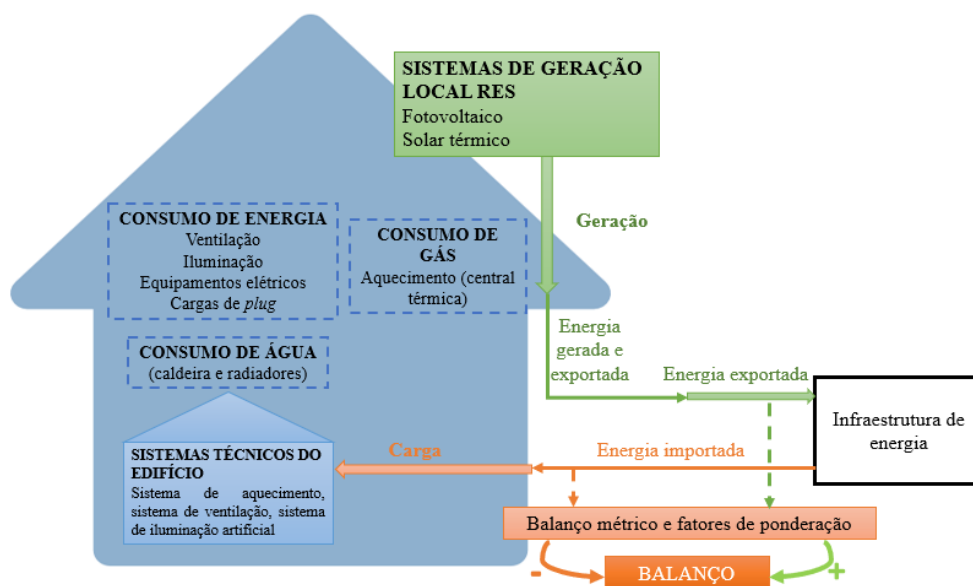 SISTEMAS DE GERAÇÃO
LOCAL RES
Fotovoltaico
Solar térmico
Geração
CONSUMO DE ENERGIA
Ventilação
Iluminação
Equipamentos elétricos
Cargas de plug
CONSUMO DE
GÁS
Aquecimento (central
térmica)
CONSUMO DE ÁGUA
(caldeira e radiadores)
Energia
gerada e
exportada
Energia exportada
Infraestrutura de
energia
SISTEMAS TÉCNICOS DO
EDIFÍCIO
Sistema de aquecimento,
sistema de ventilação, sistema
de iluminação artificial
Carga
Energia importada
Balanço métrico e fatores de ponderação
-
BALANÇO
+